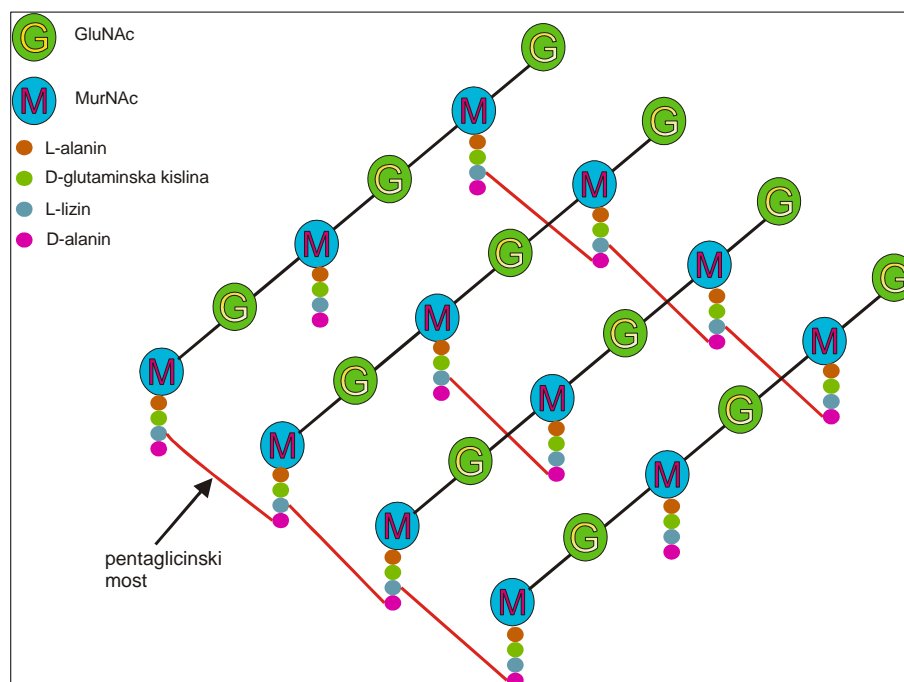 G GluNAc
M MurNAc
L-alanin
D-glutaminska kislina
L-lizin
D-alanin
G
M
G
G
M
G
M
G
M
G
G
M
G
M
M
G
M
G
M
G
M
M
G
M
pentaglicinski
most